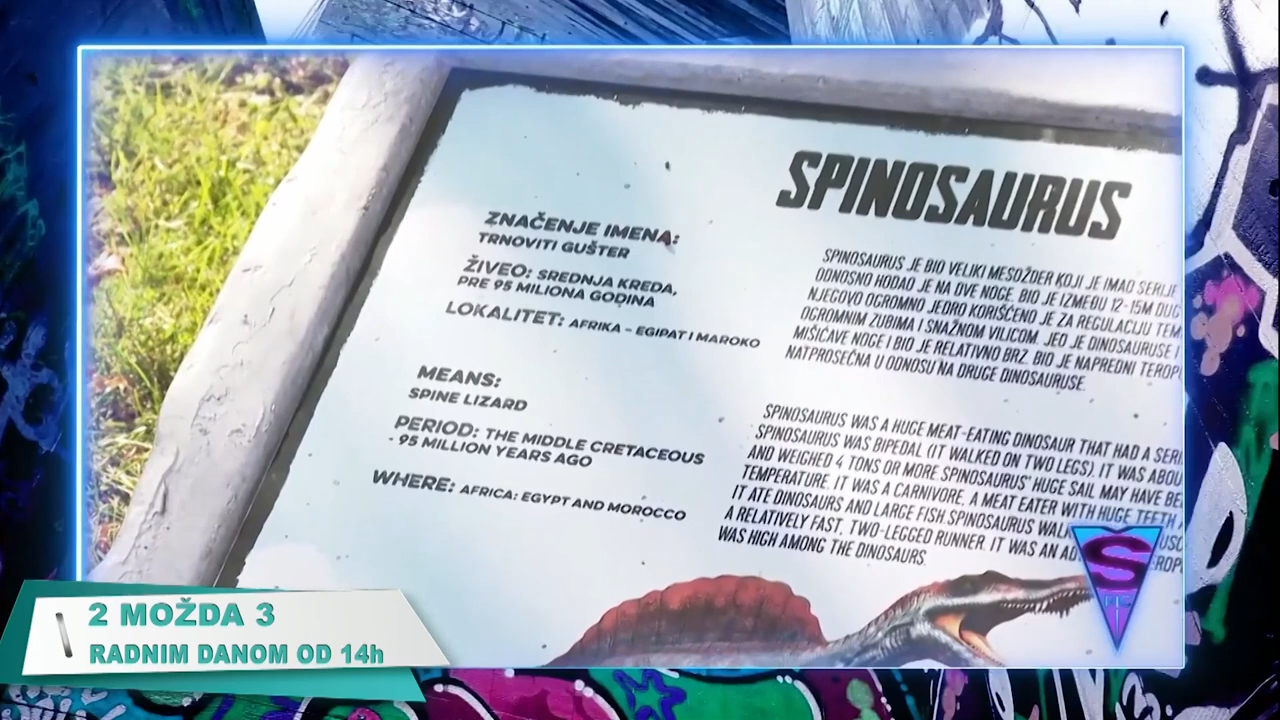 SPINOSAURUS
ZNAČENJE IMENA:
TRNOVITI GUŠTER
ŽIVEO: SREDNJA KREDA,
PRE 95 MILIONA GODINA
LOKALITET: AFRIKA – EGIPAT I MAROKO
MEANS:
SPINE LIZARD
PERIOD: THE MIDDLE CRETACEOUS
- 95 MILLION YEARS AGO
WHERE: AFRICA: EGYPT AND MOROCCO
SPINOSAURUS JE BIO VELIKI MESOŽDER KOJI JE IMAO SERIJE
ODNOSNO HODAO JE NA DVE NOGE. BIO JE IZMEĐU 12-15M
NJEGOVO OGROMNO JEDRO KORIŠĆENO JE ZA REGULACIJU
OGROMNIM ZUBIMA I SNAŽNOM VILICOM. JEO JE DINOSAURUSE I
MIŠIĆAVE NOGE I BIO JE RELATIVNO BRZ. BIO JE NAPREDNI
NATPROSEČNA U ODNOSU NA DRUGE DINOSAURUSE.
SPINOSAURUS WAS A HUGE MEAT-EATING DINOSAUR THAT HAD A
SPINOSAURUS WAS BIPEDAL (IT WALKED ON TWO LEGS). IT WAS
AND WEIGHED 4 TONS OR MORE.SPINOSAURUS' HUGE SAIL MAY HAVE
TEMPERATURE. IT WAS A CARNIVORE, A MEAT EATER WITH HUGE TEETH
IT ATE DINOSAURS AND LARGE FISH.SPINOSAURUS
A RELATIVELY FAST, TWO-LEGGED RUNNER. IT WAS AN
WAS HIGH AMONG THE DINOSAURS.
S
2 MOŽDA 3
RADNIM DANOM OD 14h